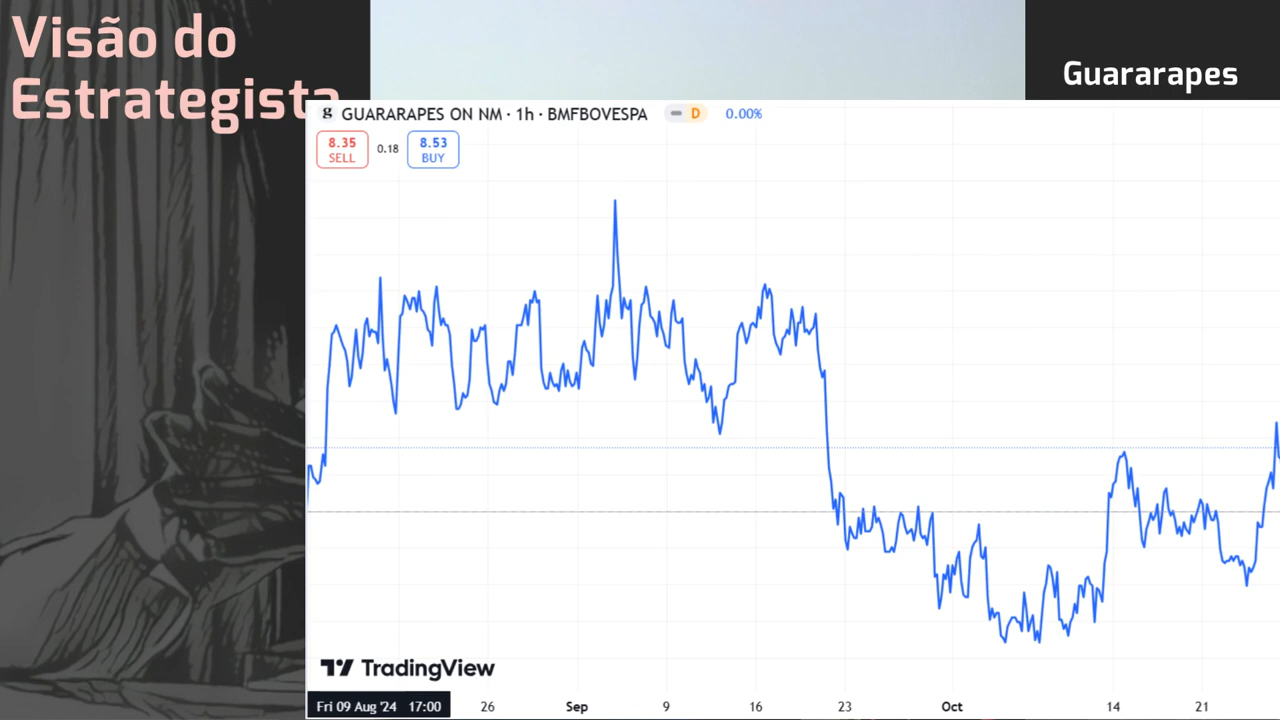 Visão do
Estrategista
Guararapes
g GUARARAPES ON NM · 1h · BMFBOVESPA D 0.00%
8.35 0.18 8.53
SELL BUY
TradingView
Fri 09 Aug '24 17:00 26 Sep 9 16 23 Oct 14 21